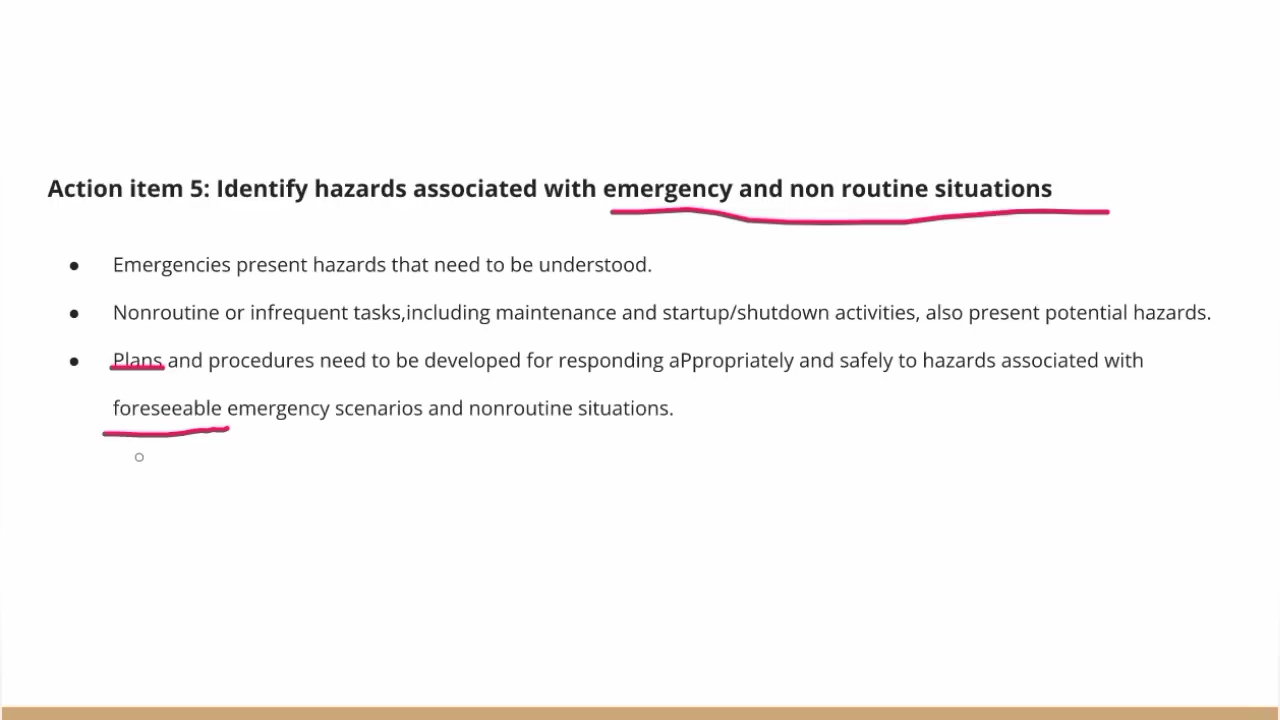 Action item 5: Identify hazards associated with emergency and non routine situations
● Emergencies present hazards that need to be understood.
● Nonroutine or infrequent tasks,including maintenance and startup/shutdown activities, also present potential hazards.
● Plans and procedures need to be developed for responding aPpropriately and safely to hazards associated with
foreseeable emergency scenarios and nonroutine situations.